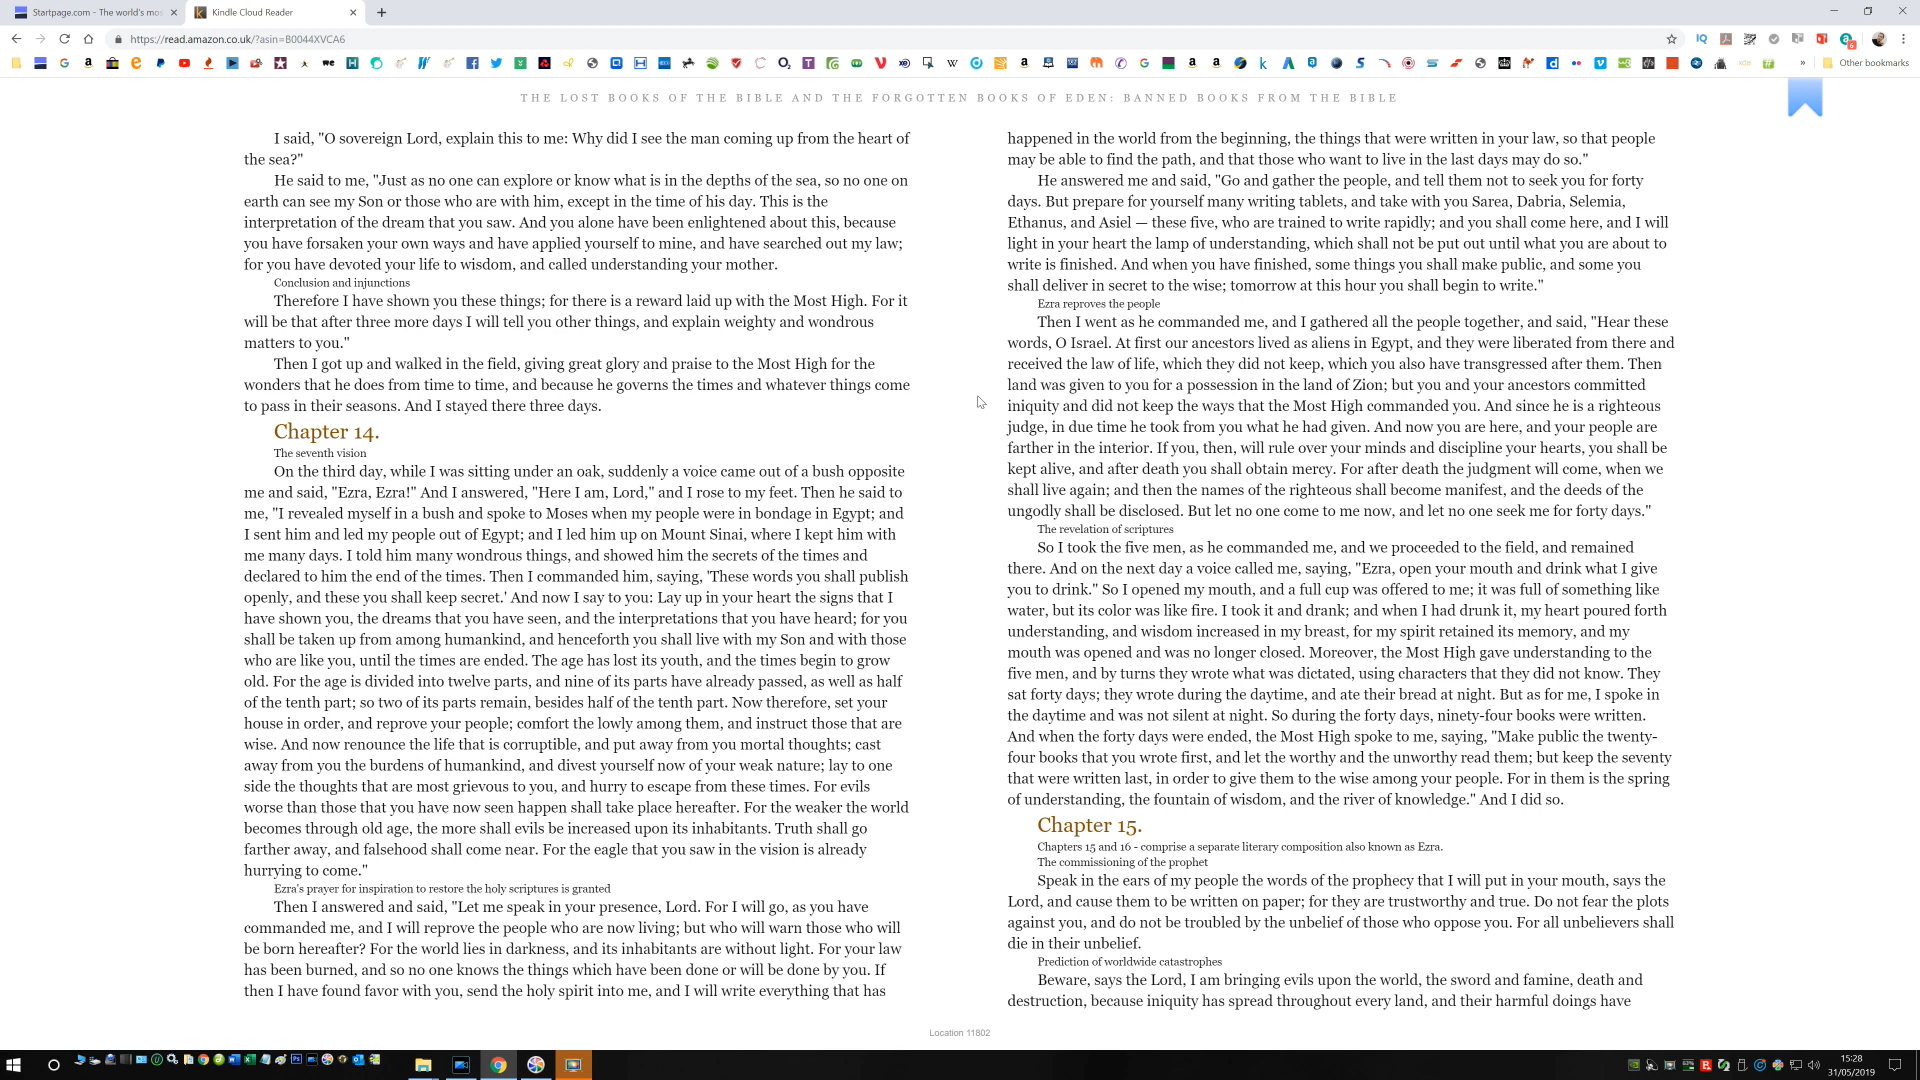 Startpage.com - The world's mos
Kindle Cloud Reader
https://read.amazon.co.uk/?asin=B0044XVCA6
Other bookmarks
THE LOST BOOKS OF THE BIBLE AND THE FORGOTTEN BOOKS OF EDEN: BANNED BOOKS FROM THE BIBLE
I said, "O sovereign Lord, explain this to me: Why did I see the man coming up from the heart of
the sea?"
He said to me, "Just as no one can explore or know what is in the depths of the sea, so no one on
earth can see my Son or those who are with him, except in the time of his day. This is the
interpretation of the dream that you saw. And you alone have been enlightened about this, because
you have forsaken your own ways and have applied yourself to mine, and have searched out my law;
for you have devoted your life to wisdom, and called understanding your mother.
Conclusion and injunctions
Therefore I have shown you these things; for there is a reward laid up with the Most High. For it
will be that after three more days I will tell you other things, and explain weighty and wondrous
matters to you."
Then I got up and walked in the field, giving great glory and praise to the Most High for the
wonders that he does from time to time, and because he governs the times and whatever things come
to pass in their seasons. And I stayed there three days.
Chapter 14.
The seventh vision
On the third day, while I was sitting under an oak, suddenly a voice came out of a bush opposite
me and said, "Ezra, Ezra!" And I answered, "Here I am, Lord," and I rose to my feet. Then he said to
me, "I revealed myself in a bush and spoke to Moses when my people were in bondage in Egypt; and
I sent him and led my people out of Egypt; and I led him up on Mount Sinai, where I kept him with
me many days. I told him many wondrous things, and showed him the secrets of the times and
declared to him the end of the times. Then I commanded him, saying, 'These words you shall publish
openly, and these you shall keep secret.' And now I say to you: Lay up in your heart the signs that I
have shown you, the dreams that you have seen, and the interpretations that you have heard; for you
shall be taken up from among humankind, and henceforth you shall live with my Son and with those
who are like you, until the times are ended. The age has lost its youth, and the times begin to grow
old. For the age is divided into twelve parts, and nine of its parts have already passed, as well as half
of the tenth part; so two of its parts remain, besides half of the tenth part. Now therefore, set your
house in order, and reprove your people; comfort the lowly among them, and instruct those that are
wise. And now renounce the life that is corruptible, and put away from you mortal thoughts; cast
away from you the burdens of humankind, and divest yourself now of your weak nature; lay to one
side the thoughts that are most grievous to you, and hurry to escape from these times. For evils
worse than those that you have now seen happen shall take place hereafter. For the weaker the world
becomes through old age, the more shall evils be increased upon its inhabitants. Truth shall go
farther away, and falsehood shall come near. For the eagle that you saw in the vision is already
hurrying to come."
Ezra's prayer for inspiration to restore the holy scriptures is granted
Then I answered and said, "Let me speak in your presence, Lord. For I will go, as you have
commanded me, and I will reprove the people who are now living; but who will warn those who will
be born hereafter? For the world lies in darkness, and its inhabitants are without light. For your law
has been burned, and so no one knows the things which have been done or will be done by you. If
then I have found favor with you, send the holy spirit into me, and I will write everything that has
happened in the world from the beginning, the things that were written in your law, so that people
may be able to find the path, and that those who want to live in the last days may do so."
He answered me and said, "Go and gather the people, and tell them not to seek you for forty
days. But prepare for yourself many writing tablets, and take with you Sarea, Dabria, Selemia,
Ethanus, and Asiel — these five, who are trained to write rapidly; and you shall come here, and I will
light in your heart the lamp of understanding, which shall not be put out until what you are about to
write is finished. And when you have finished, some things you shall make public, and some you
shall deliver in secret to the wise; tomorrow at this hour you shall begin to write."
Ezra reproves the people
Then I went as he commanded me, and I gathered all the people together, and said, "Hear these
words, O Israel. At first our ancestors lived as aliens in Egypt, and they were liberated from there and
received the law of life, which they did not keep, which you also have transgressed after them. Then
land was given to you for a possession in the land of Zion; but you and your ancestors committed
iniquity and did not keep the ways that the Most High commanded you. And since he is a righteous
judge, in due time he took from you what he had given. And now you are here, and your people are
farther in the interior. If you, then, will rule over your minds and discipline your hearts, you shall be
kept alive, and after death you shall obtain mercy. For after death the judgment will come, when we
shall live again; and then the names of the righteous shall become manifest, and the deeds of the
ungodly shall be disclosed. But let no one come to me now, and let no one seek me for forty days."
The revelation of scriptures
So I took the five men, as he commanded me, and we proceeded to the field, and remained
there. And on the next day a voice called me, saying, "Ezra, open your mouth and drink what I give
you to drink." So I opened my mouth, and a full cup was offered to me; it was full of something like
water, but its color was like fire. I took it and drank; and when I had drunk it, my heart poured forth
understanding, and wisdom increased in my breast, for my spirit retained its memory, and my
mouth was opened and was no longer closed. Moreover, the Most High gave understanding to the
five men, and by turns they wrote what was dictated, using characters that they did not know. They
sat forty days; they wrote during the daytime, and ate their bread at night. But as for me, I spoke in
the daytime and was not silent at night. So during the forty days, ninety-four books were written.
And when the forty days were ended, the Most High spoke to me, saying, "Make public the twenty-
four books that you wrote first, and let the worthy and the unworthy read them; but keep the seventy
that were written last, in order to give them to the wise among your people. For in them is the spring
of understanding, the fountain of wisdom, and the river of knowledge." And I did so.
Chapter 15.
Chapters 15 and 16 - comprise a separate literary composition also known as Ezra.
The commissioning of the prophet
Speak in the ears of my people the words of the prophecy that I will put in your mouth, says the
Lord, and cause them to be written on paper; for they are trustworthy and true. Do not fear the plots
against you, and do not be troubled by the unbelief of those who oppose you. For all unbelievers shall
die in their unbelief.
Prediction of worldwide catastrophes
Beware, says the Lord, I am bringing evils upon the world, the sword and famine, death and
destruction, because iniquity has spread throughout every land, and their harmful doings have
Location 11802
15:28
31/05/2019